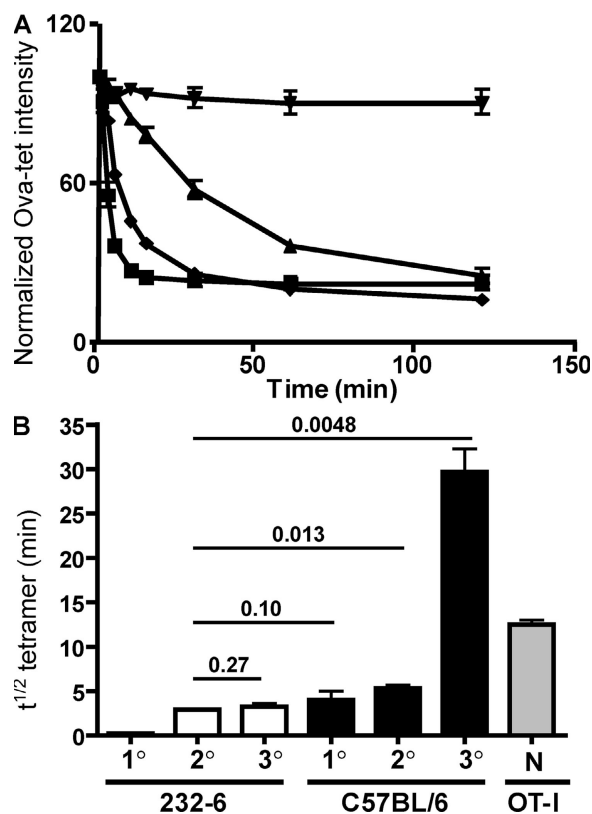 A
Normalized Ova-tet intensity
120
60
0
0
50
100
150
Time (min)
B
t1/2 tetramer (min)
35
30
25
20
15
10
5
0
0.0048
0.013
0.10
0.27
1° 2° 3° 1° 2° 3° N
232-6 C57BL/6 OT-I